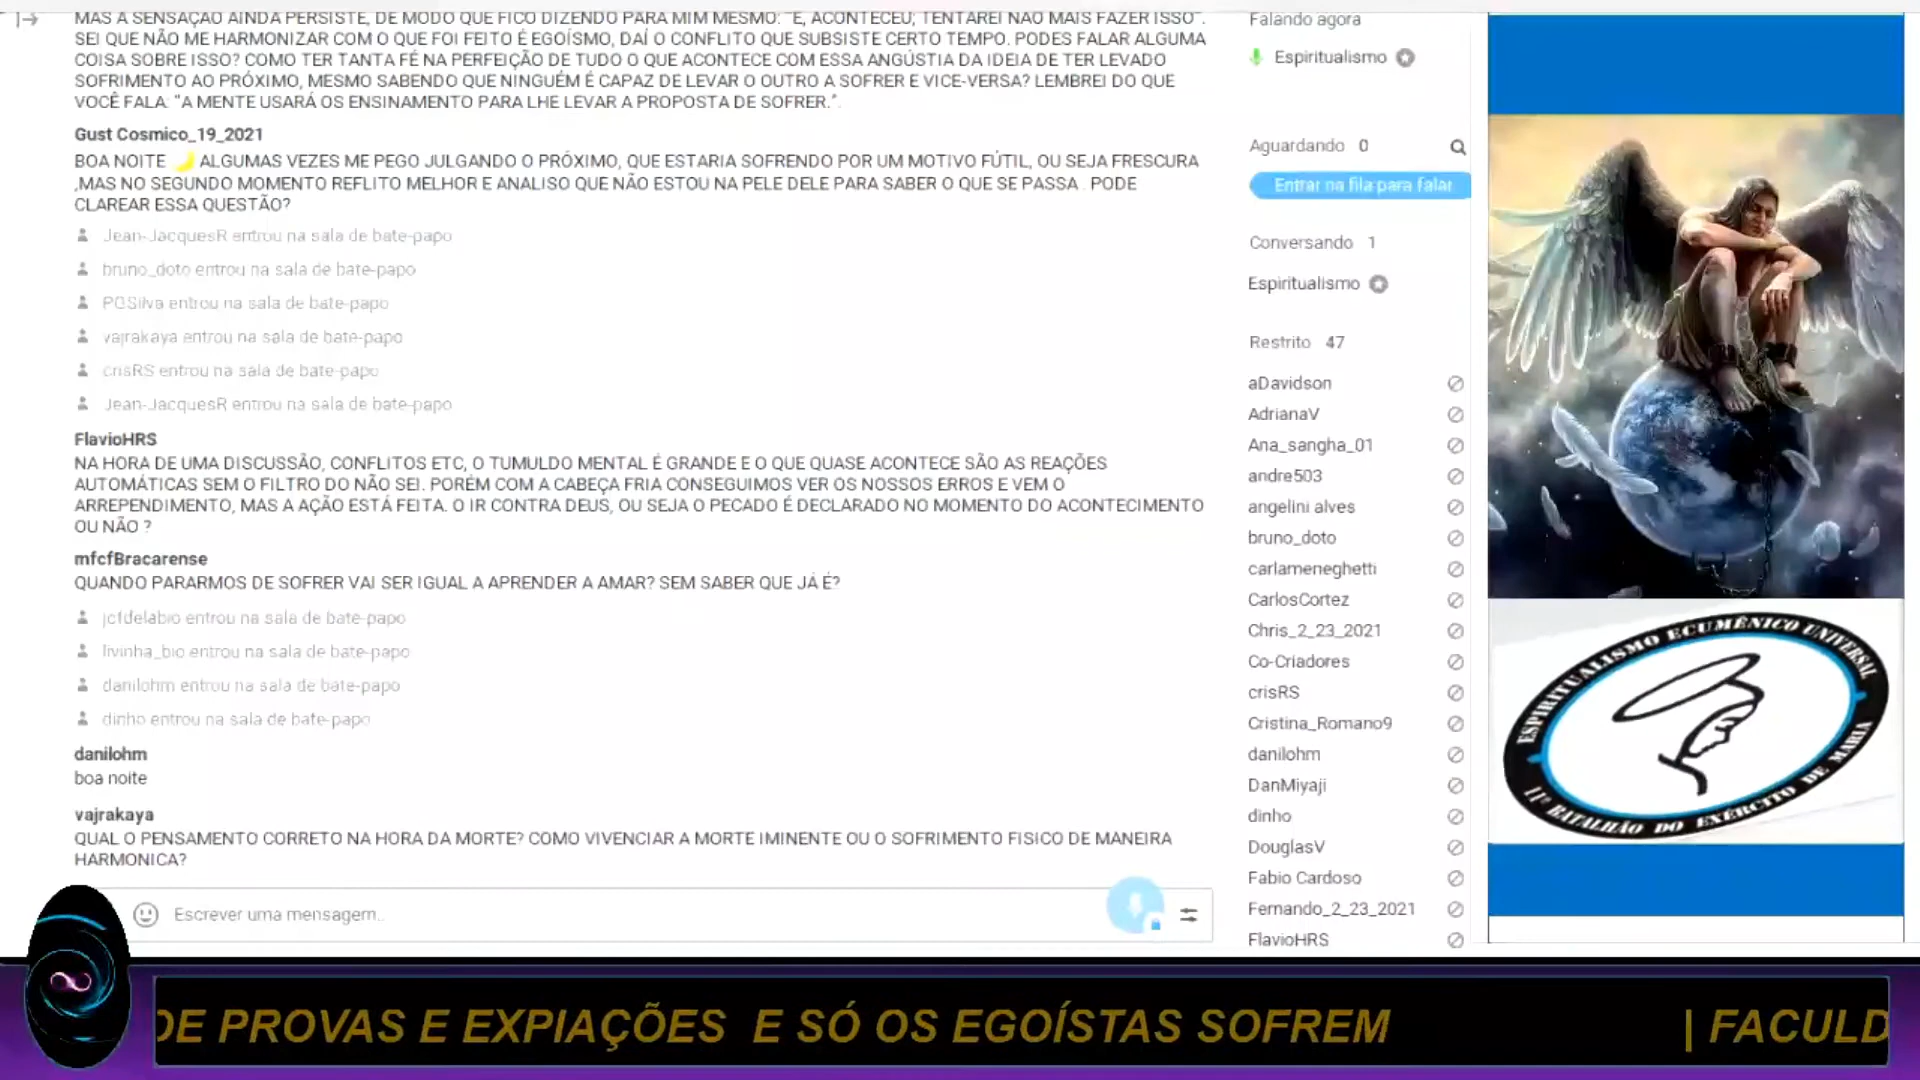 MAS A SENSAÇÃO AINDA PERSISTE, DE MODO QUE FICO DIZENDO PARA MIM MESMO: "É, ACONTECEU; TENTAREI NÃO MAIS FAZER ISSO".
SEI QUE NÃO ME HARMONIZAR COM O QUE FOI FEITO É EGOÍSMO, DAÍ O CONFLITO QUE SUBSISTE CERTO TEMPO. PODES FALAR ALGUMA
COISA SOBRE ISSO? COMO TER TANTA FÉ NA PERFEIÇÃO DE TUDO O QUE ACONTECE COM ESSA ANGÚSTIA DA IDEIA DE TER LEVADO
SOFRIMENTO AO PRÓXIMO, MESMO SABENDO QUE NINGUÉM É CAPAZ DE LEVAR O OUTRO A SOFRER E VICE-VERSA? LEMBREI DO QUE
VOCÊ FALA: "A MENTE USARÁ OS ENSINAMENTO PARA LHE LEVAR A PROPOSTA DE SOFRER.".
Gust Cosmico_19_2021
BOA NOITE 🌙 ALGUMAS VEZES ME PEGO JULGANDO O PRÓXIMO, QUE ESTARIA SOFRENDO POR UM MOTIVO FÚTIL, OU SEJA FRESCURA
,MAS NO SEGUNDO MOMENTO REFLITO MELHOR E ANALISO QUE NÃO ESTOU NA PELE DELE PARA SABER O QUE SE PASSA . PODE
CLAREAR ESSA QUESTÃO?
Jean-JacquesR entrou na sala de bate-papo
bruno_doto entrou na sala de bate-papo
PGSilva entrou na sala de bate-papo
vajrakaya entrou na sala de bate-papo
crisRS entrou na sala de bate-papo
Jean-JacquesR entrou na sala de bate-papo
FlavioHRS
NA HORA DE UMA DISCUSSÃO, CONFLITOS ETC, O TUMULDO MENTAL É GRANDE E O QUE QUASE ACONTECE SÃO AS REAÇÕES
AUTOMÁTICAS SEM O FILTRO DO NÃO SEI. PORÉM COM A CABEÇA FRIA CONSEGUIMOS VER OS NOSSOS ERROS E VEM O
ARREPENDIMENTO, MAS A AÇÃO ESTÁ FEITA. O IR CONTRA DEUS, OU SEJA O PECADO É DECLARADO NO MOMENTO DO ACONTECIMENTO
OU NÃO ?
mfcfBracarense
QUANDO PARARMOS DE SOFRER VAI SER IGUAL A APRENDER A AMAR? SEM SABER QUE JÁ É?
jcfdelabio entrou na sala de bate-papo
livinha_bio entrou na sala de bate-papo
danilohm entrou na sala de bate-papo
dinho entrou na sala de bate-papo
danilohm
boa noite
vajrakaya
QUAL O PENSAMENTO CORRETO NA HORA DA MORTE? COMO VIVENCIAR A MORTE IMINENTE OU O SOFRIMENTO FISICO DE MANEIRA
HARMONICA?
Escrever uma mensagem..
Falando agora
Espiritualismo
Aguardando 0
Entrar na fila para falar
Conversando 1
Espiritualismo
Restrito 47
aDavidson
AdrianaV
Ana_sangha_01
andre503
angelini alves
bruno_doto
carlameneghetti
CarlosCortez
Chris_2_23_2021
Co-Criadores
crisRS
Cristina_Romano9
danilohm
DanMiyaji
dinho
DouglasV
Fabio Cardoso
Fernando_2_23_2021
FlavioHRS
ESPIRITUALISMO ECUMÊNICO UNIVERSAL
11º BATALHÃO DO EXÉRCITO DE MARIA
DE PROVAS E EXPIAÇÕES E SÓ OS EGOÍSTAS SOFREM | FACULD